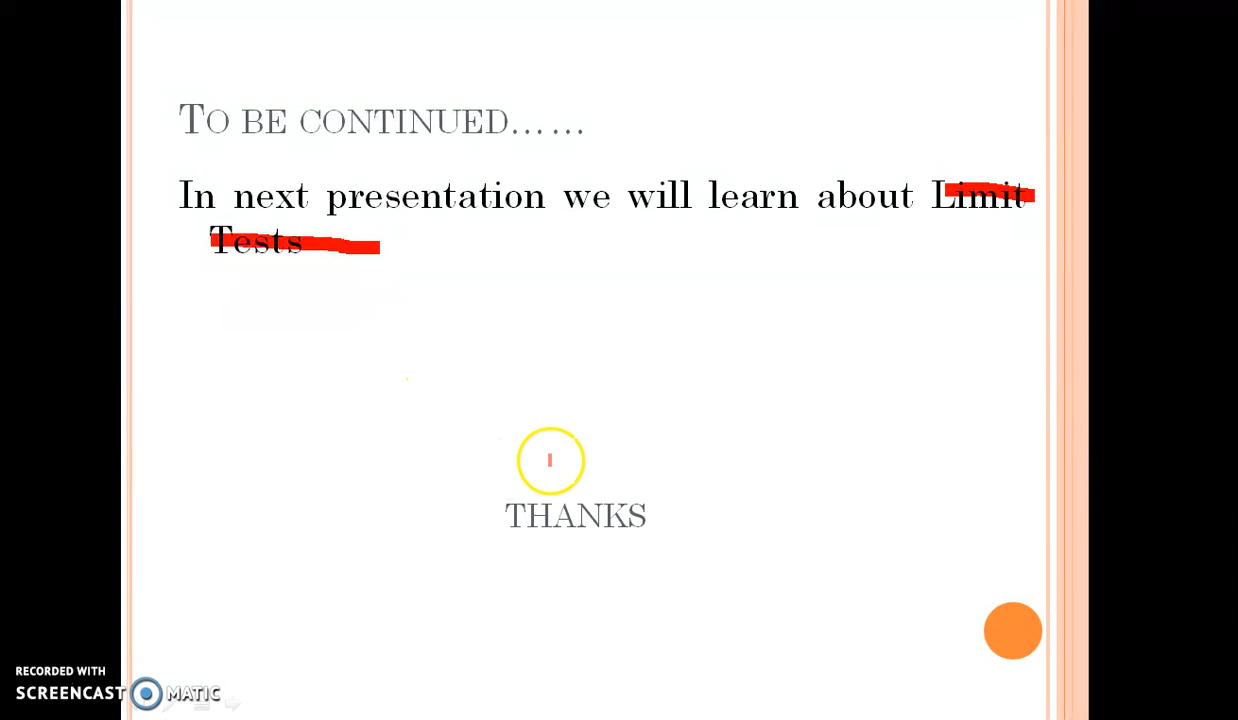 TO BE CONTINUED……
In next presentation we will learn about Limit
Tests
THANKS
RECORDED WITH
SCREENCAST MATIC